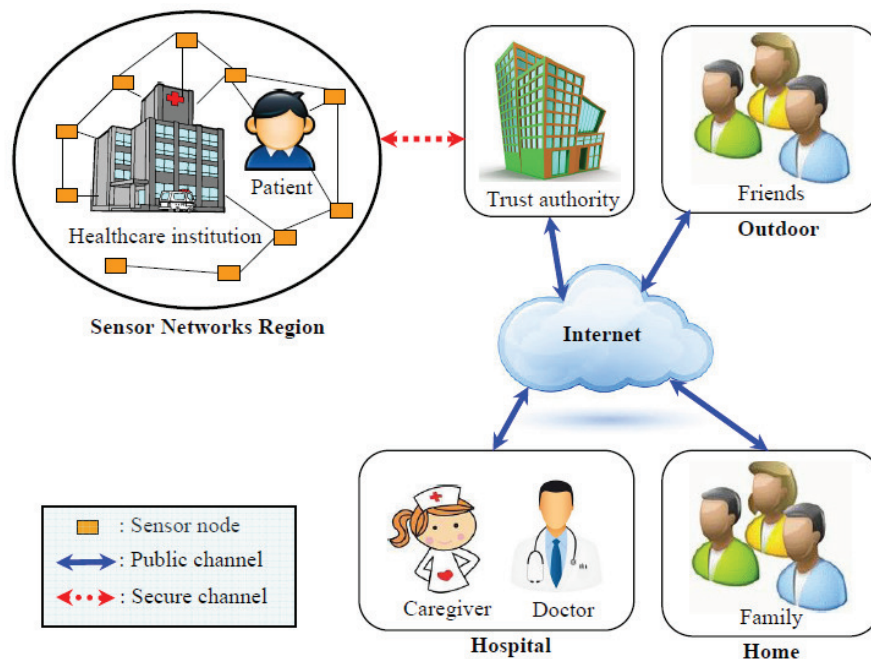 Patient
Healthcare institution
Sensor Networks Region
Trust authority
Friends
Outdoor
Internet
Caregiver
Doctor
Hospital
Family
Home
: Sensor node
: Public channel
: Secure channel